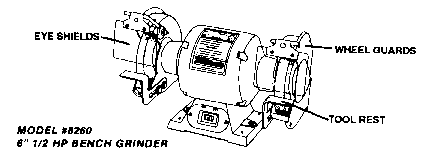 EYE SHIELDS
WHEEL GUARDS
TOOL REST
MODEL #8260
6" 1/2 HP BENCH GRINDER